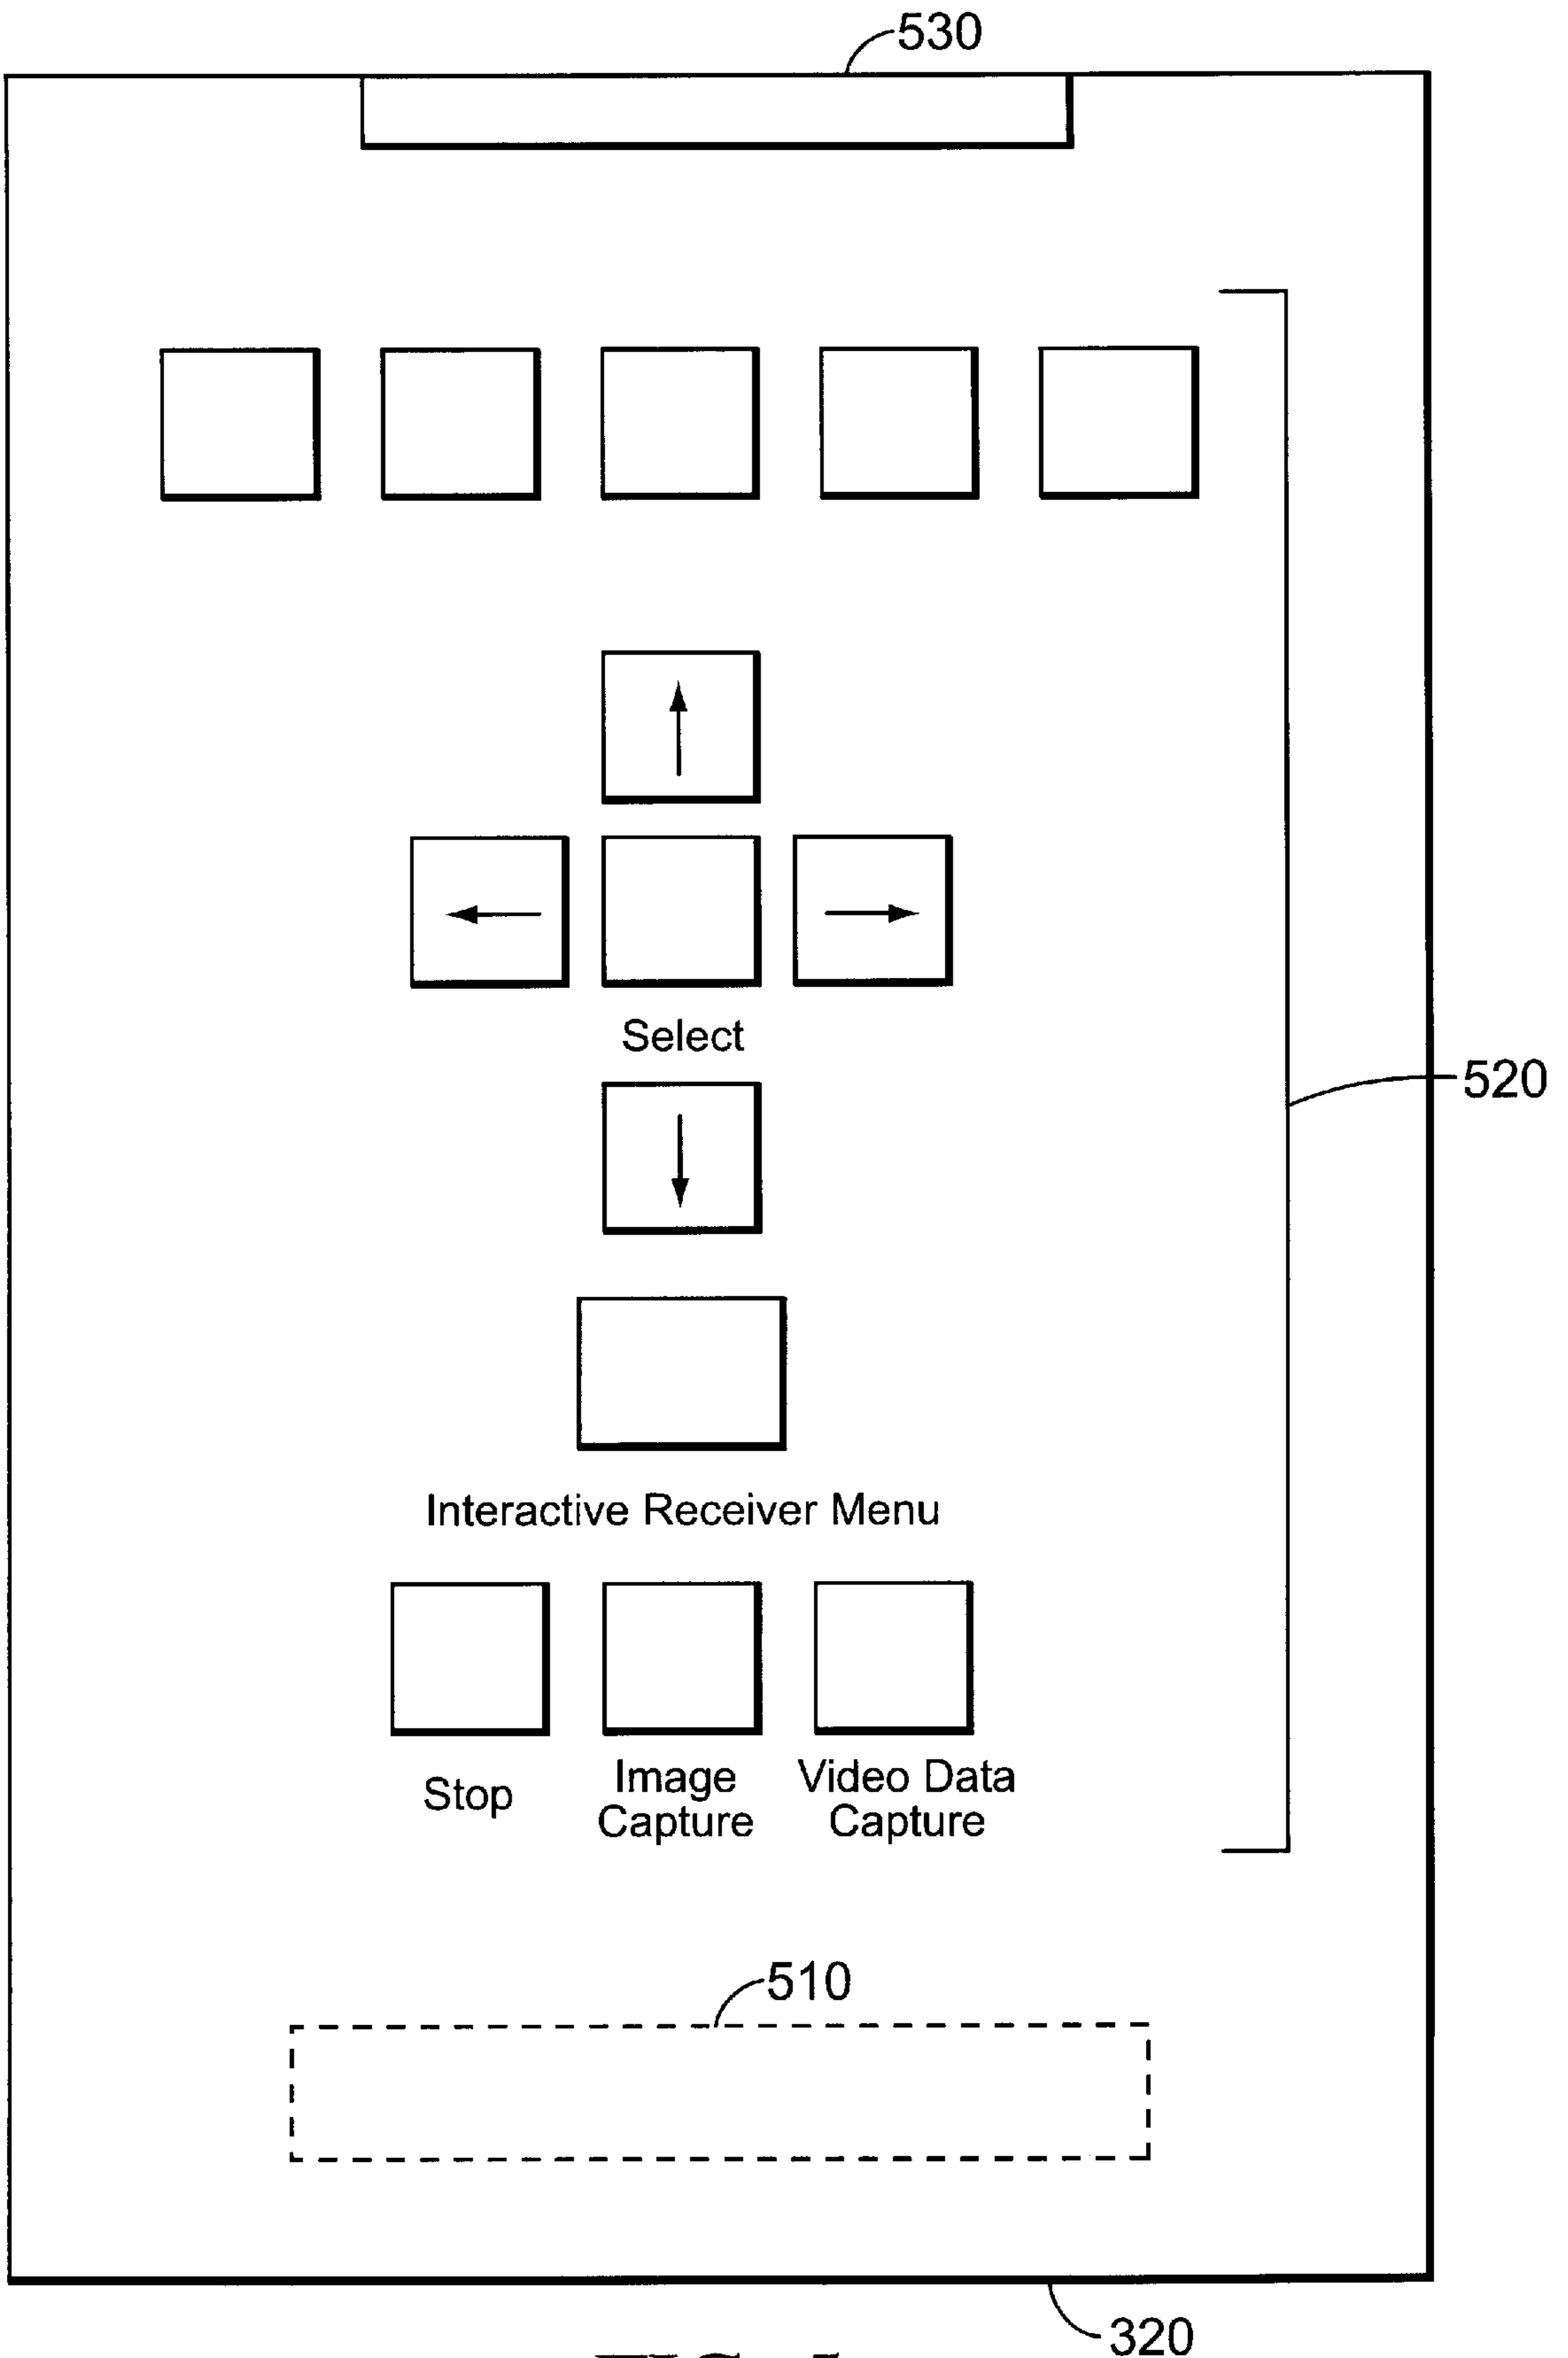 530
Select
520
Interactive Receiver Menu
Stop
Image
Capture
Video Data
Capture
510
320